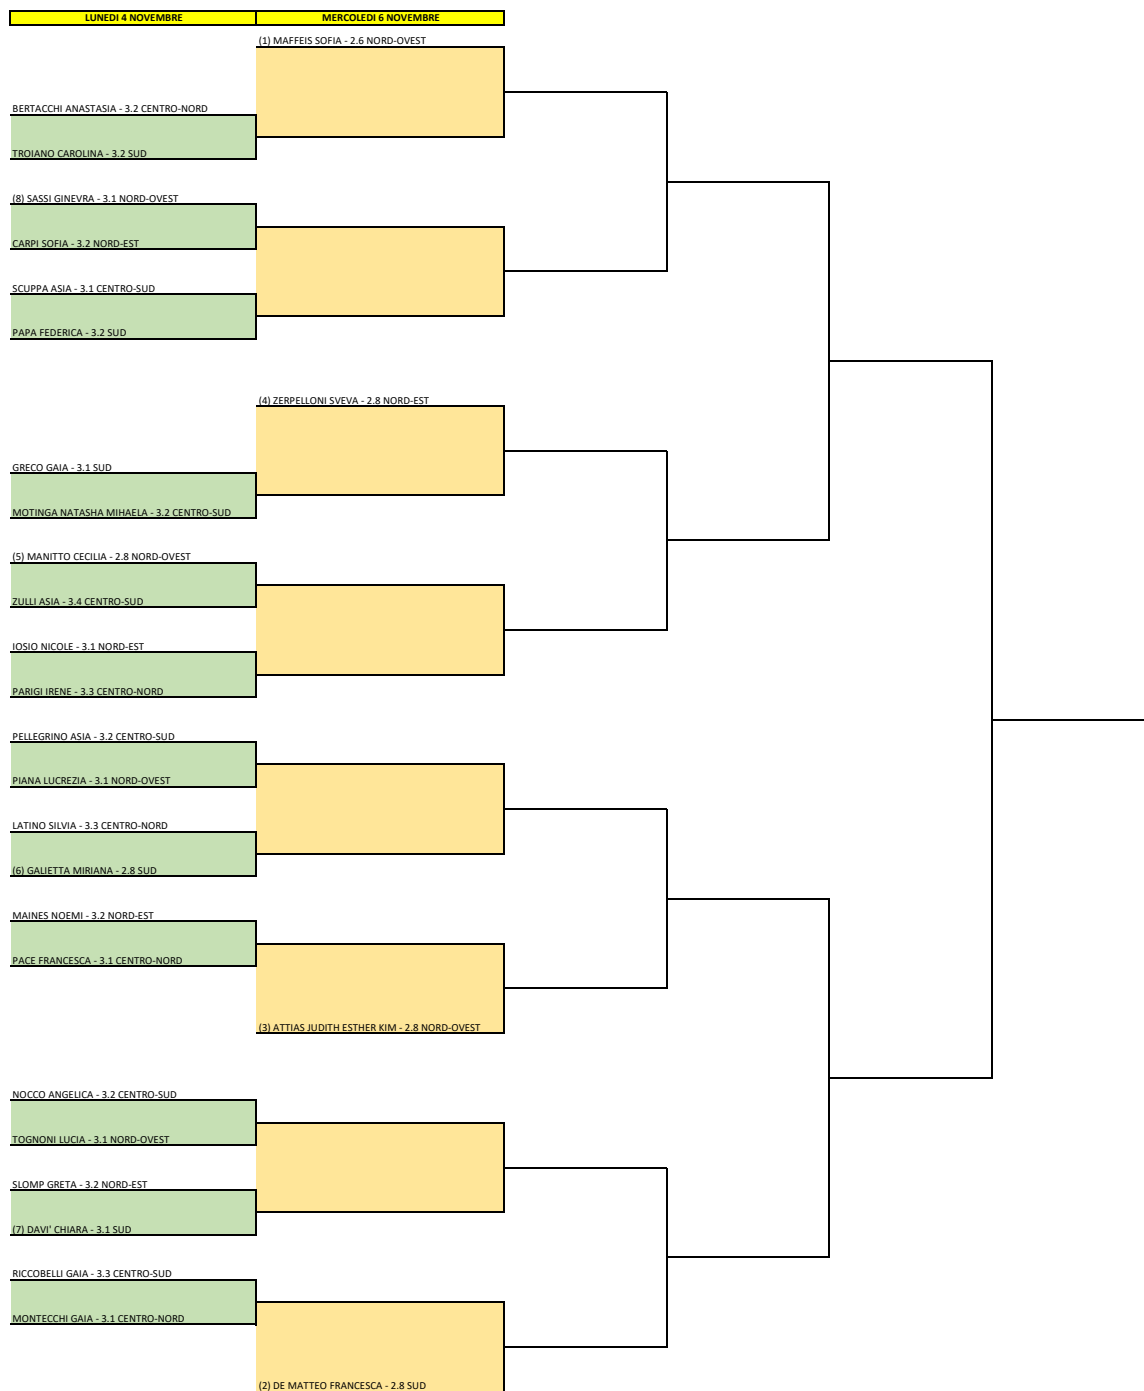 LUNEDI 4 NOVEMBRE MERCOLEDI 6 NOVEMBRE
(1) MAFFEIS SOFIA - 2.6 NORD-OVEST
BERTACCHI ANASTASIA - 3.2 CENTRO-NORD
TROIANO CAROLINA - 3.2 SUD
(8) SASSI GINEVRA - 3.1 NORD-OVEST
CARPI SOFIA - 3.2 NORD-EST
SCUPPA ASIA - 3.1 CENTRO-SUD
PAPA FEDERICA - 3.2 SUD
(4) ZERPELLONI SVEVA - 2.8 NORD-EST
GRECO GAIA - 3.1 SUD
MOTINGA NATASHA MIHAELA - 3.2 CENTRO-SUD
(5) MANITTO CECILIA - 2.8 NORD-OVEST
ZULLI ASIA - 3.4 CENTRO-SUD
IOSIO NICOLE - 3.1 NORD-EST
PARIGI IRENE - 3.3 CENTRO-NORD
PELLEGRINO ASIA - 3.2 CENTRO-SUD
PIANA LUCREZIA - 3.1 NORD-OVEST
LATINO SILVIA - 3.3 CENTRO-NORD
(6) GALIETTA MIRIANA - 2.8 SUD
MAINES NOEMI - 3.2 NORD-EST
PACE FRANCESCA - 3.1 CENTRO-NORD
(3) ATTIAS JUDITH ESTHER KIM - 2.8 NORD-OVEST
NOCCO ANGELICA - 3.2 CENTRO-SUD
TOGNONI LUCIA - 3.1 NORD-OVEST
SLOMP GRETA - 3.2 NORD-EST
(7) DAVI' CHIARA - 3.1 SUD
RICCOBELLI GAIA - 3.3 CENTRO-SUD
MONTECCHI GAIA - 3.1 CENTRO-NORD
(2) DE MATTEO FRANCESCA - 2.8 SUD